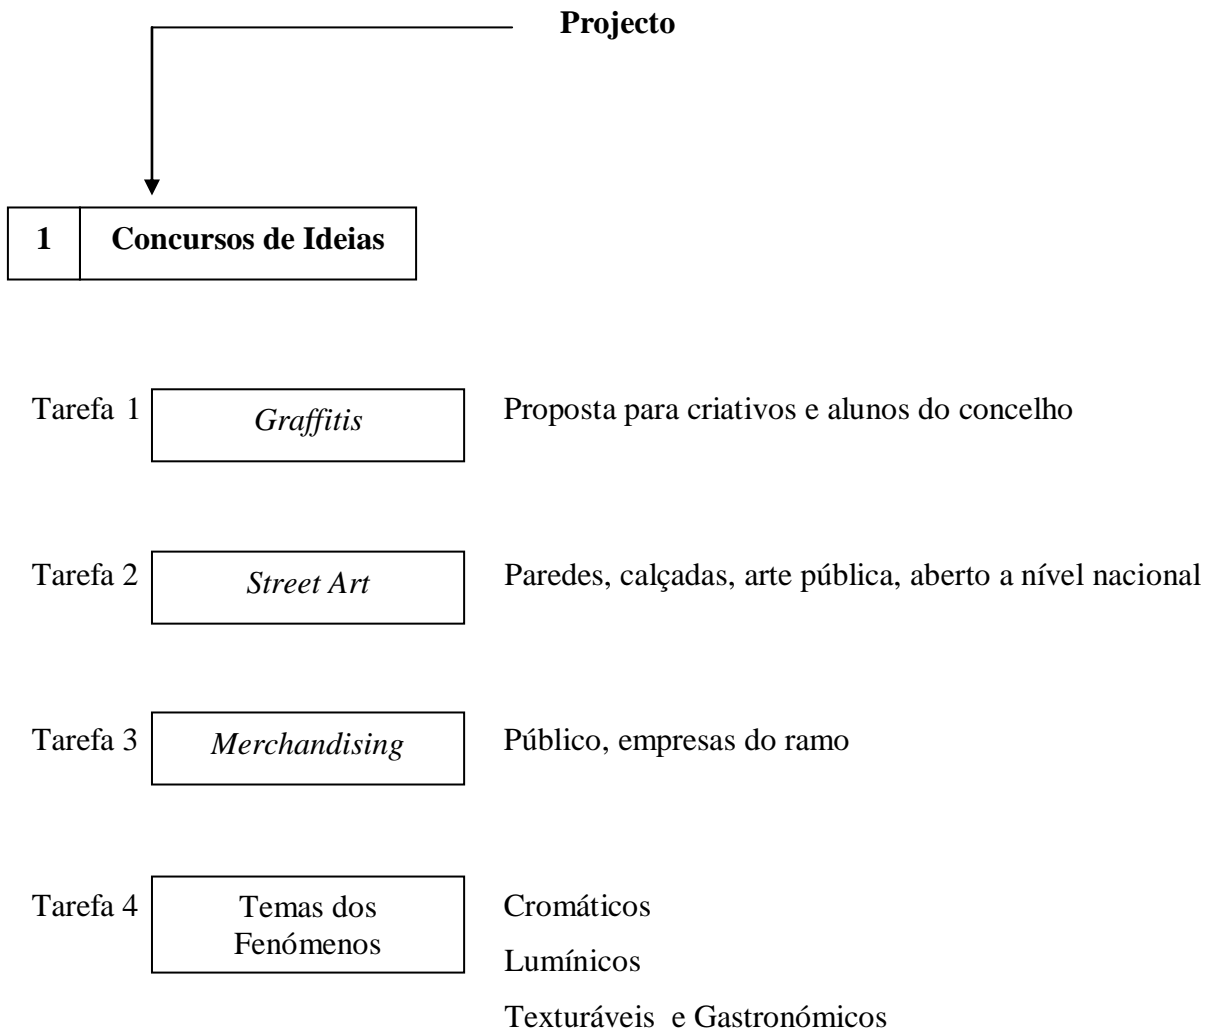 Projecto
1 Concursos de Ideias
Tarefa 1 Graffitis Proposta para criativos e alunos do concelho
Tarefa 2 Street Art Paredes, calçadas, arte pública, aberto a nível nacional
Tarefa 3 Merchandising Público, empresas do ramo
Tarefa 4 Temas dos Cromáticos
Fenómenos
Lumínicos
Texturáveis e Gastronómicos